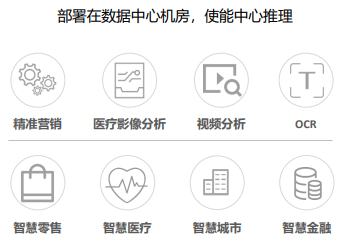 部署在数据中心机房，使能中心推理
T
精准营销 医疗影像分析 视频分析 OCR
智慧零售 智慧医疗 智慧城市 智慧金融